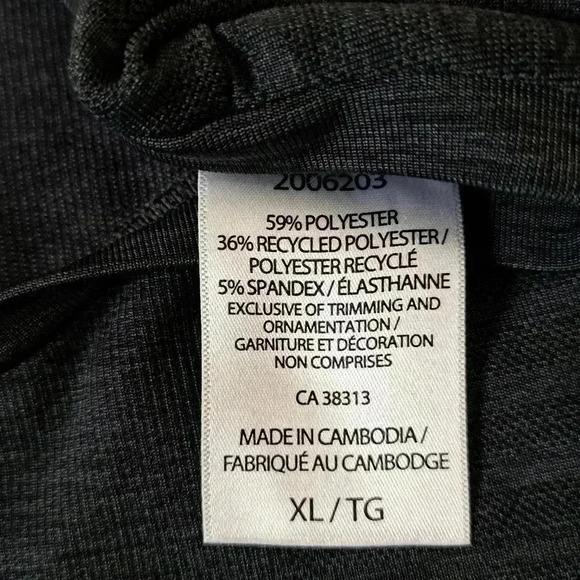 2006203
59% POLYESTER
36% RECYCLED POLYESTER /
POLYESTER RECYCLÉ
5% SPANDEX / ÉLASTHANNE
EXCLUSIVE OF TRIMMING AND
ORNAMENTATION /
GARNITURE ET DÉCORATION
NON COMPRISES
CA 38313
MADE IN CAMBODIA /
FABRIQUÉ AU CAMBODGE
XL / TG